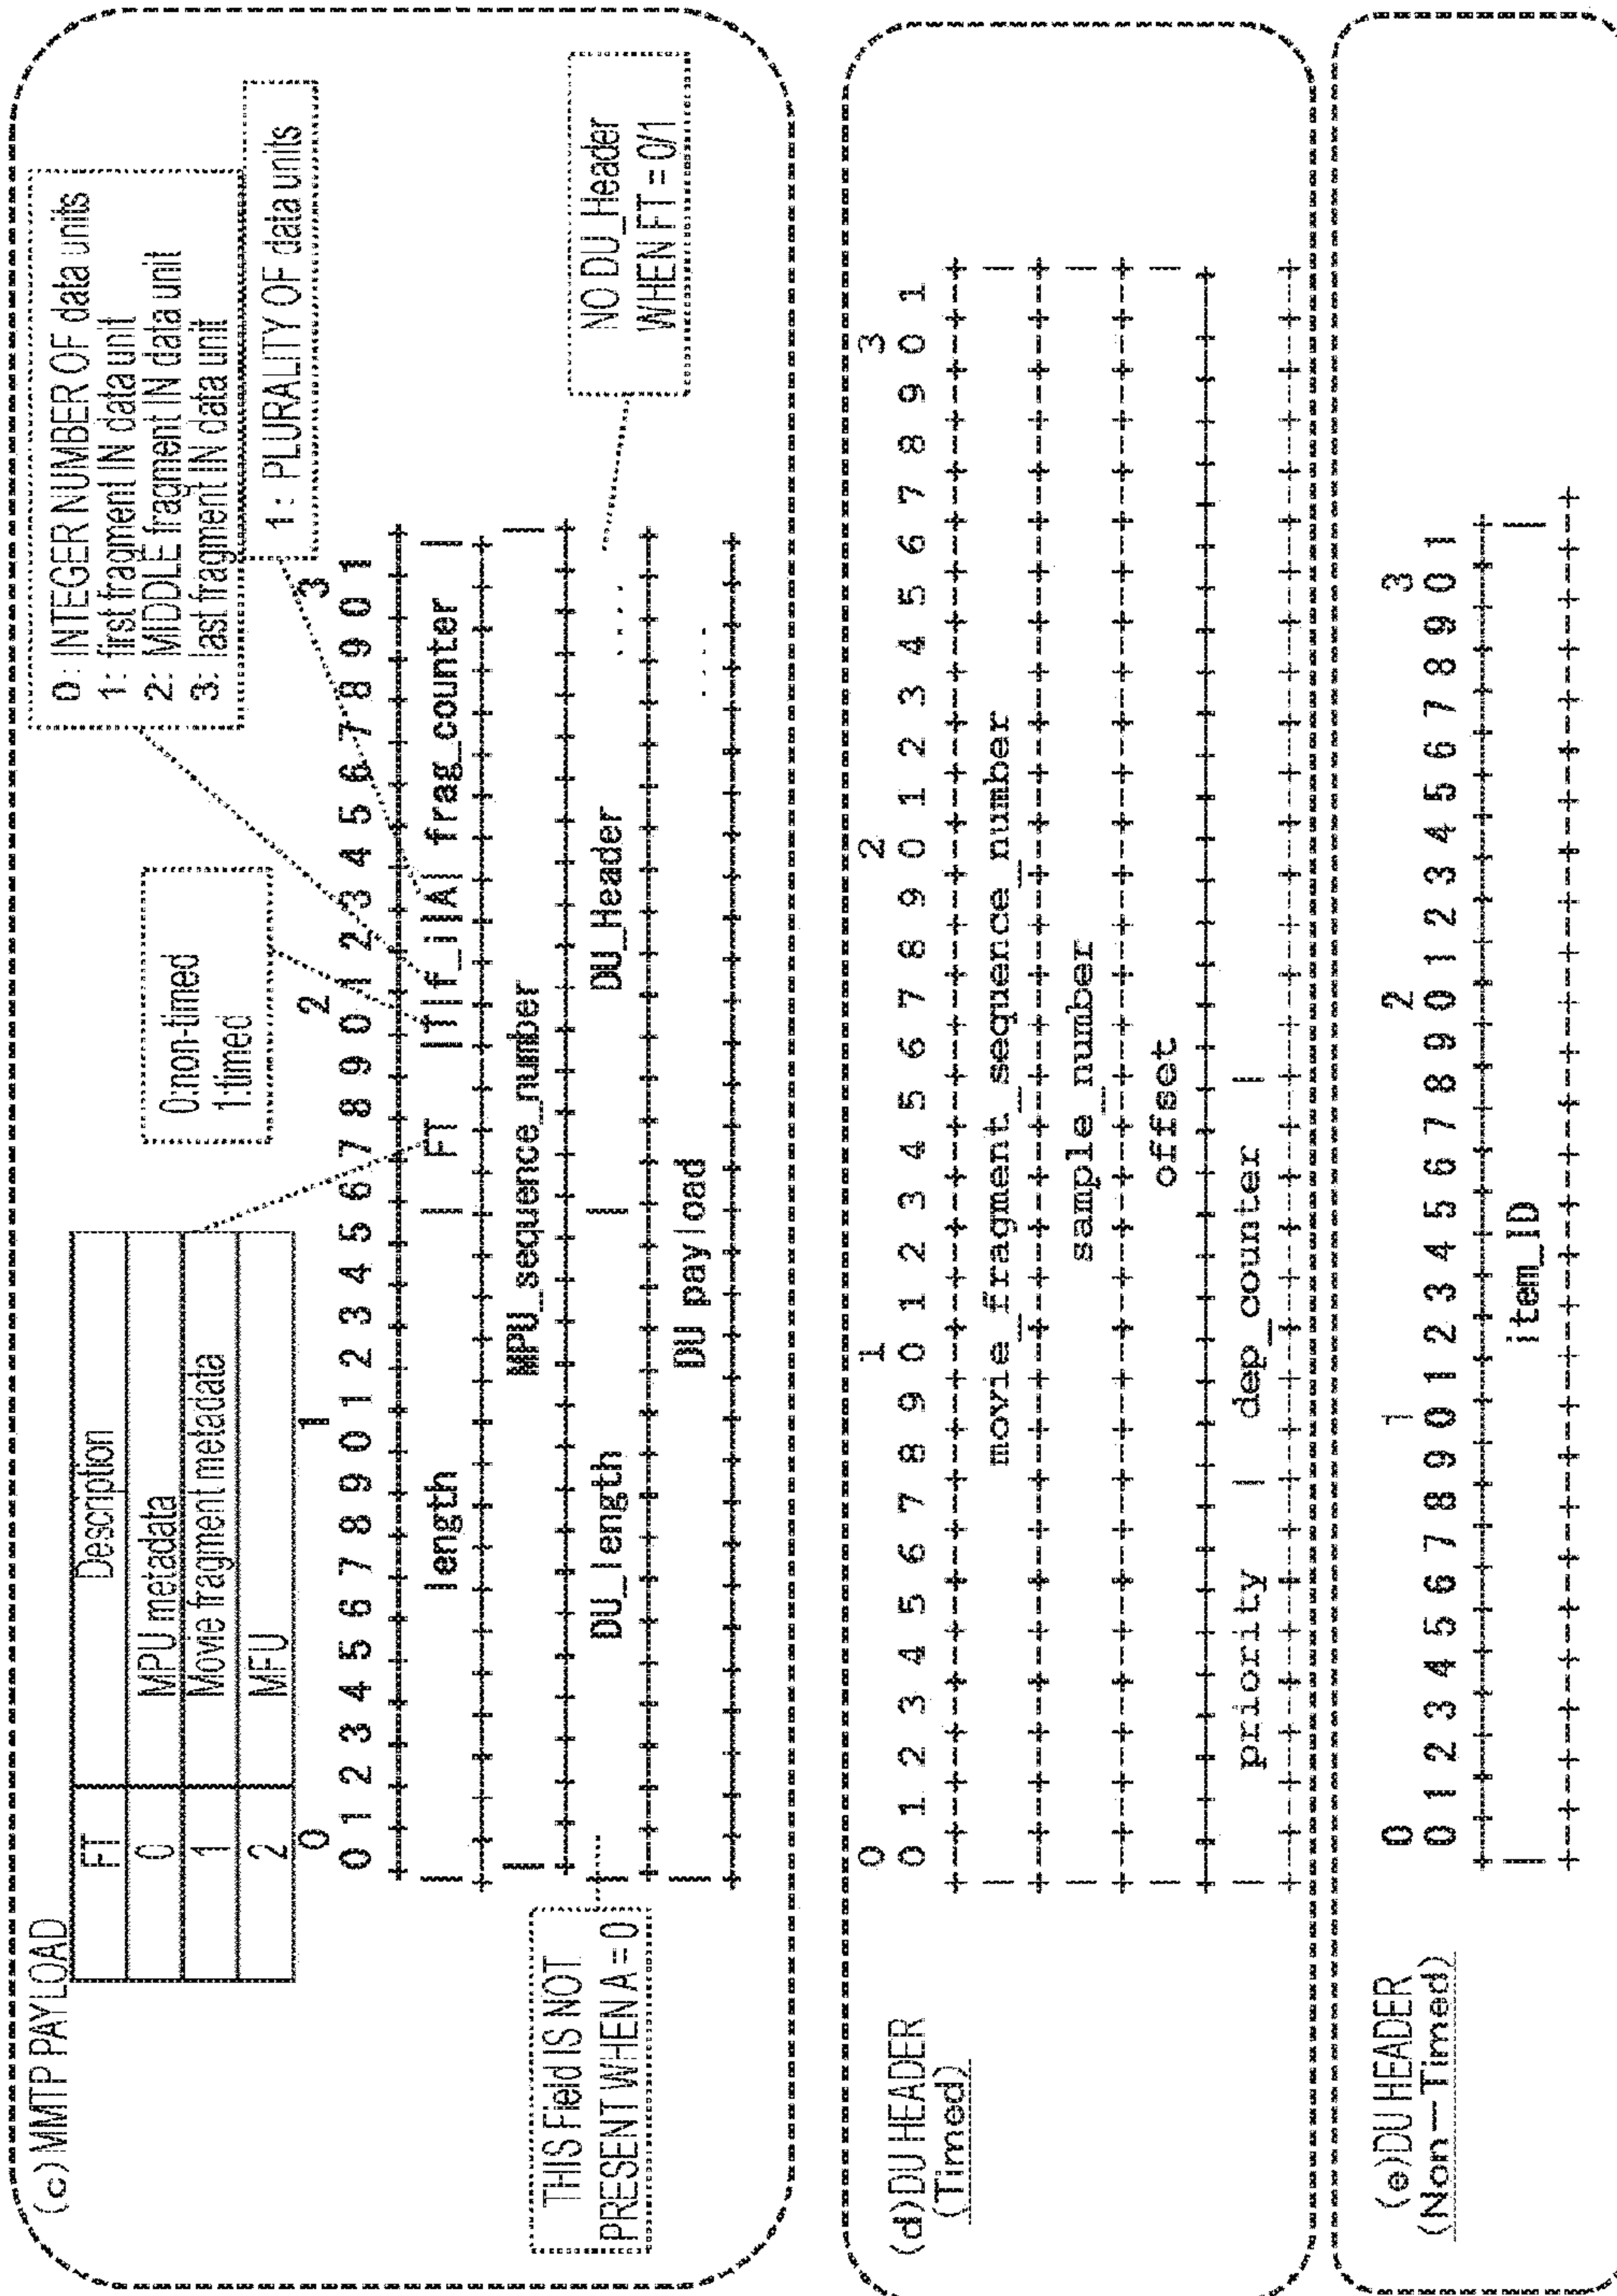 (c) MMTP PAYLOAD
FT Description
0 MPU metadata
1 Movie fragment metadata
2 MFU
0:non-timed
1:timed
0: INTEGER NUMBER OF data units
1: first fragment IN data unit
2: MIDDLE fragment IN data unit
3: last fragment IN data unit
1: PLURALITY OF data units
0 1 2 3
0 1 2 3 4 5 6 7 8 9 0 1 2 3 4 5 6 7 8 9 0 1 2 3 4 5 6 7 8 9 0 1
| length | FT |T|f_i|A| frag_counter |
| MPU_sequence_number |
THIS Field IS NOT
PRESENT WHEN A = 0
| DU_length | DU_Header
NO DU_Header
WHEN FT = 0/1
| DU payload
(d) DU HEADER
(Timed)
0 1 2 3
0 1 2 3 4 5 6 7 8 9 0 1 2 3 4 5 6 7 8 9 0 1 2 3 4 5 6 7 8 9 0 1
| movie_fragment_sequence_number |
| sample_number |
| offset |
| priority | dep_counter |
(e) DU HEADER
(Non-Timed)
0 1 2 3
0 1 2 3 4 5 6 7 8 9 0 1 2 3 4 5 6 7 8 9 0 1 2 3 4 5 6 7 8 9 0 1
| item_ID |